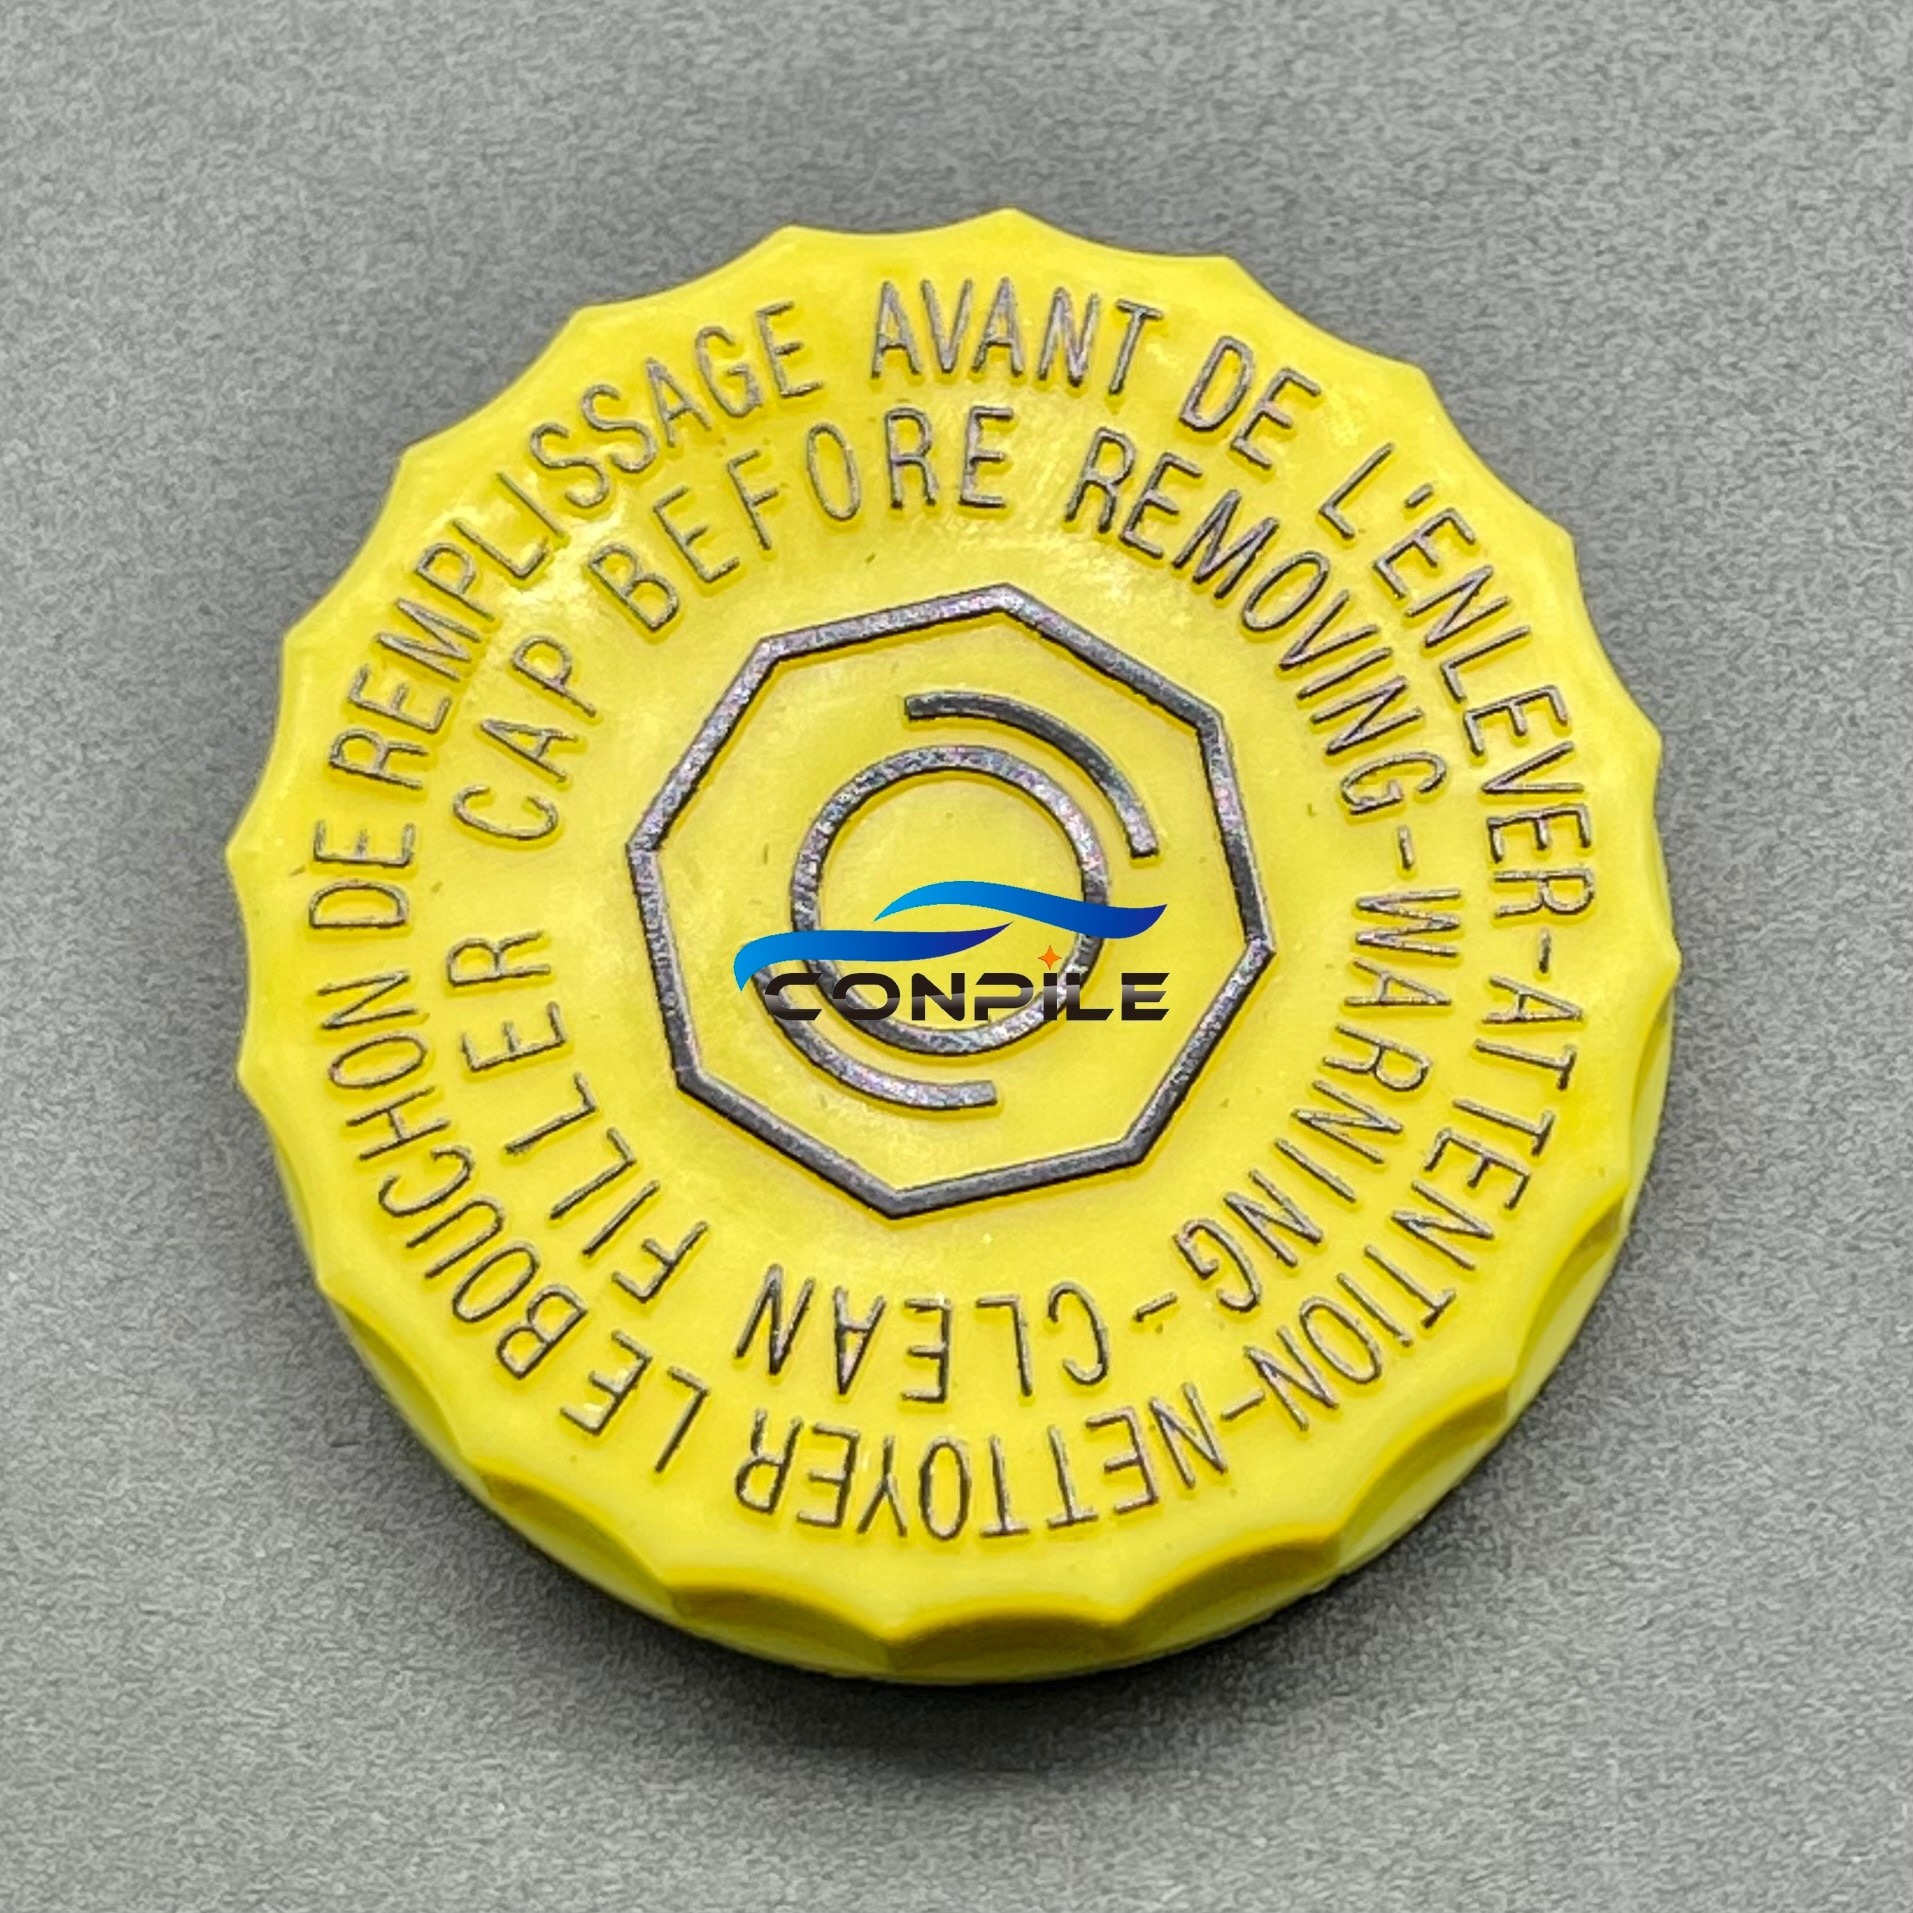 ATTENTION-NETTOYER LE BOUCHON DE REMPLISSAGE AVANT DE L'ENLEVER-
WARNING-CLEAN FILLER CAP BEFORE REMOVING-
CONPILE